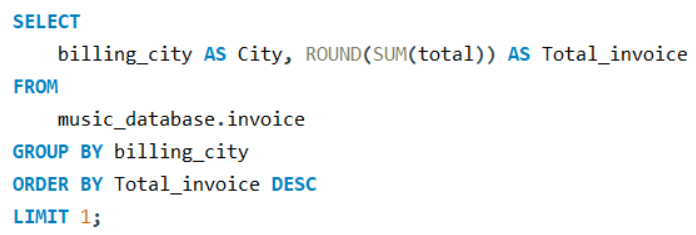 SELECT
billing_city AS City, ROUND(SUM(total)) AS Total_invoice
FROM
music_database.invoice
GROUP BY billing_city
ORDER BY Total_invoice DESC
LIMIT 1;